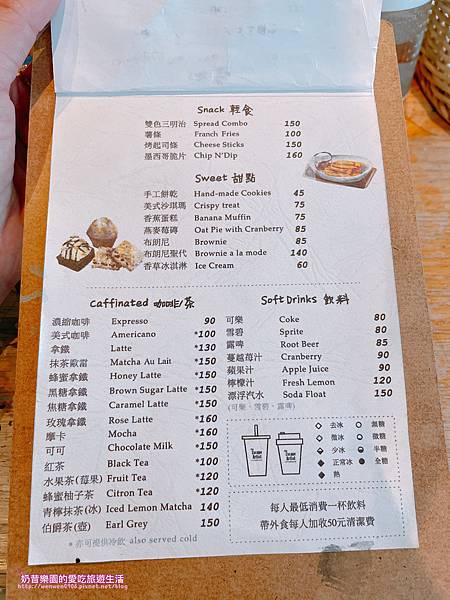 Snack 輕食
雙色三明治 Spread Combo 150
薯條 Franch Fries 100
烤起司條 Cheese Sticks 150
墨西哥脆片 Chip N'Dip 160
Sweet 甜點
手工餅乾 Hand-made Cookies 45
美式沙琪瑪 Crispy treat 75
香蕉蛋糕 Banana Muffin 75
燕麥莓磚 Oat Pie with Cranberry 85
布朗尼 Brownie 85
布朗尼聖代 Brownie a la mode 140
香草冰淇淋 Ice Cream 60
Caffinated 咖啡/茶
濃縮咖啡 Expresso 90
美式咖啡 Americano *100
拿鐵 Latte *130
抹茶歐蕾 Matcha Au Lait *150
蜂蜜拿鐵 Honey Latte *150
黑糖拿鐵 Brown Sugar Latte *150
焦糖拿鐵 Caramel Latte *150
玫瑰拿鐵 Rose Latte *160
摩卡 Mocha *160
可可 Chocolate Milk *150
紅茶 Black Tea *100
水果茶(莓果) Fruit Tea *120
蜂蜜柚子茶 Citron Tea *120
青檸抹茶(冰) Iced Lemon Matcha 140
伯爵茶(壺) Earl Grey 150
*亦可提供冷飲 also served cold
Soft Drinks 飲料
可樂 Coke 80
雪碧 Sprite 80
露啤 Root Beer 85
蔓越莓汁 Cranberry 90
蘋果汁 Apple Juice 90
檸檬汁 Fresh Lemon 120
漂浮汽水 Soda Float 150
(可樂、雪碧、露啤)
去冰 無糖
微冰 微糖
少冰 半糖
正常冰 全糖
熱
每人最低消費一杯飲料
帶外食每人加收50元清潔費
奶昔樂園的愛吃旅遊生活
http://wenwen0106.pixnet.net/blog